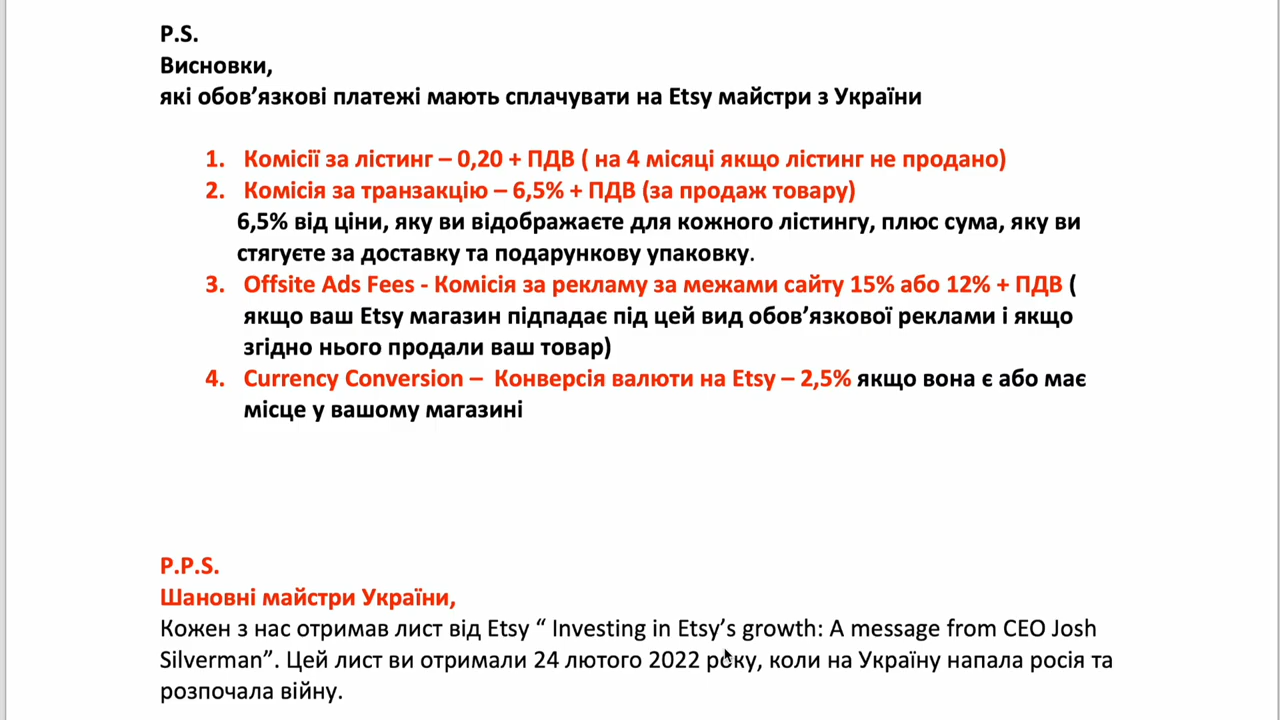 P.S.
Висновки,
які обов’язкові платежі мають сплачувати на Etsy майстри з України
1. Комісії за лістинг – 0,20 + ПДВ ( на 4 місяці якщо лістинг не продано)
2. Комісія за транзакцію – 6,5% + ПДВ (за продаж товару)
6,5% від ціни, яку ви відображаєте для кожного лістингу, плюс сума, яку ви
стягуєте за доставку та подарункову упаковку.
3. Offsite Ads Fees - Комісія за рекламу за межами сайту 15% або 12% + ПДВ (
якщо ваш Etsy магазин підпадає під цей вид обов’язкової реклами і якщо
згідно нього продали ваш товар)
4. Currency Conversion – Конверсія валюти на Etsy – 2,5% якщо вона є або має
місце у вашому магазині
P.P.S.
Шановні майстри України,
Кожен з нас отримав лист від Etsy “ Investing in Etsy’s growth: A message from CEO Josh
Silverman”. Цей лист ви отримали 24 лютого 2022 року, коли на Україну напала росія та
розпочала війну.